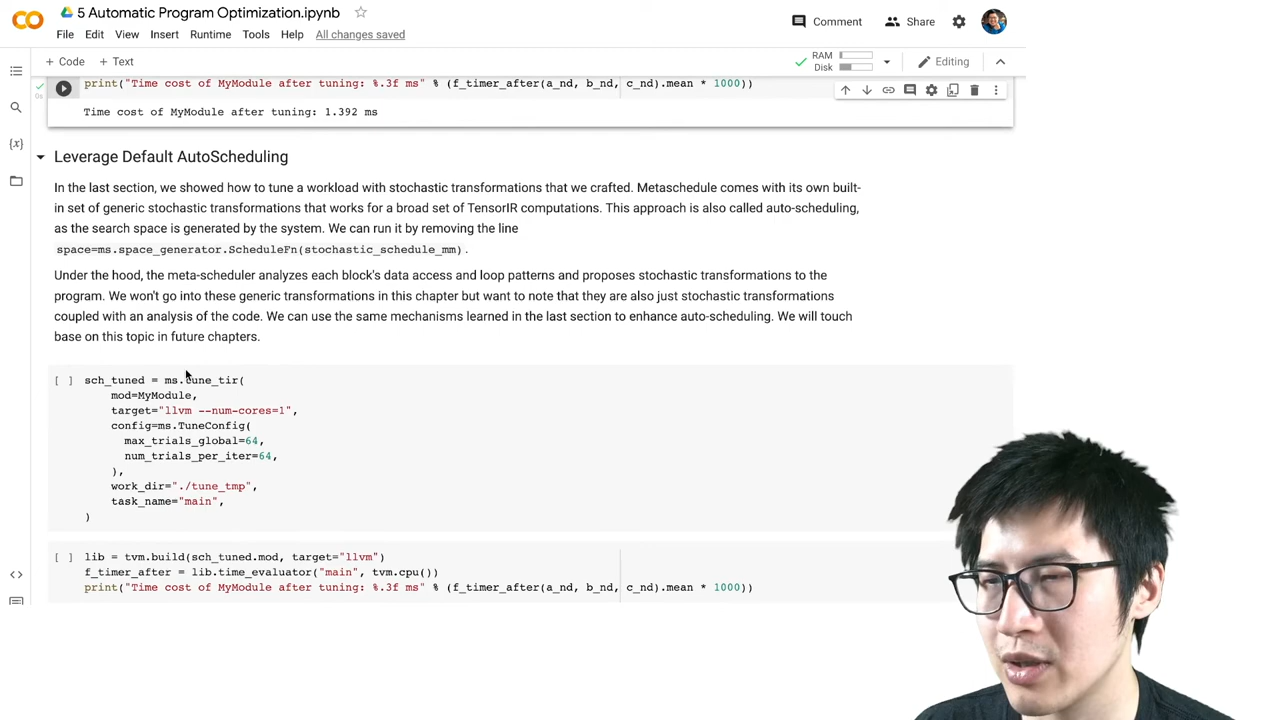 5 Automatic Program Optimization.ipynb
File Edit View Insert Runtime Tools Help All changes saved
Comment Share
+ Code + Text
RAM
Disk
Editing
print("Time cost of MyModule after tuning: %.3f ms" % (f_timer_after(a_nd, b_nd, c_nd).mean * 1000))
0s
Time cost of MyModule after tuning: 1.392 ms
{x}
Leverage Default AutoScheduling
In the last section, we showed how to tune a workload with stochastic transformations that we crafted. Metaschedule comes with its own built-
in set of generic stochastic transformations that works for a broad set of TensorIR computations. This approach is also called auto-scheduling,
as the search space is generated by the system. We can run it by removing the line
space=ms.space_generator.ScheduleFn(stochastic_schedule_mm).
Under the hood, the meta-scheduler analyzes each block's data access and loop patterns and proposes stochastic transformations to the
program. We won't go into these generic transformations in this chapter but want to note that they are also just stochastic transformations
coupled with an analysis of the code. We can use the same mechanisms learned in the last section to enhance auto-scheduling. We will touch
base on this topic in future chapters.
[ ] sch_tuned = ms.tune_tir(
mod=MyModule,
target="llvm --num-cores=1",
config=ms.TuneConfig(
max_trials_global=64,
num_trials_per_iter=64,
),
work_dir="./tune_tmp",
task_name="main",
)
[ ] lib = tvm.build(sch_tuned.mod, target="llvm")
f_timer_after = lib.time_evaluator("main", tvm.cpu())
print("Time cost of MyModule after tuning: %.3f ms" % (f_timer_after(a_nd, b_nd, c_nd).mean * 1000))